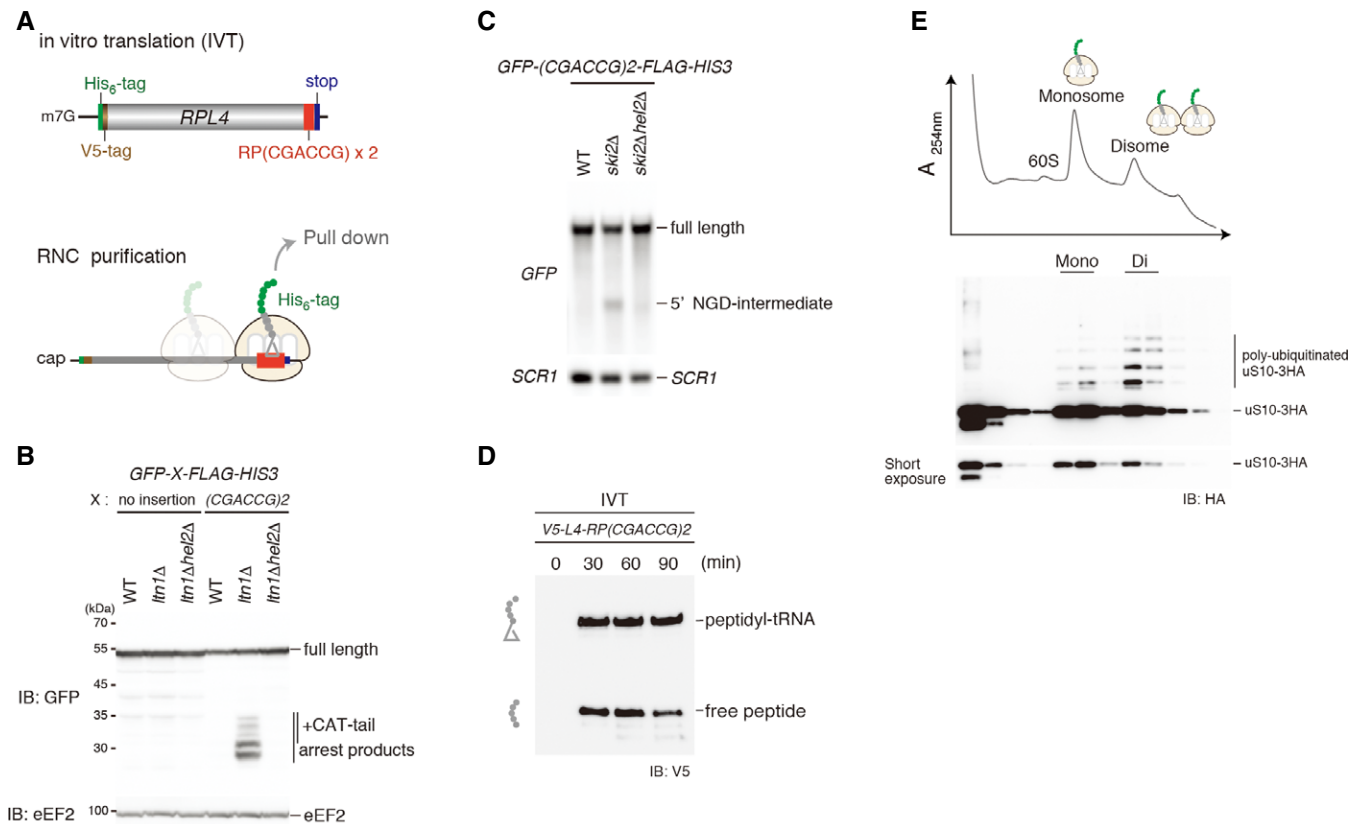 A
in vitro translation (IVT)
His6-tag
stop
m7G
RPL4
V5-tag
RP(CGACCG) x 2
RNC purification
Pull down
His6-tag
cap
B
GFP-X-FLAG-HIS3
X : no insertion (CGACCG)2
WT ltn1Δ ltn1Δhel2Δ WT ltn1Δ ltn1Δhel2Δ
(kDa)
70
55
full length
45
IB: GFP
35
+CAT-tail
arrest products
30
100
IB: eEF2
eEF2
C
GFP-(CGACCG)2-FLAG-HIS3
WT ski2Δ ski2Δhel2Δ
full length
GFP
5' NGD-intermediate
SCR1
SCR1
D
IVT
V5-L4-RP(CGACCG)2
0 30 60 90 (min)
peptidyl-tRNA
free peptide
IB: V5
E
A 254nm
Monosome
A
A A
Disome
60S
Mono Di
poly-ubiquitinated
uS10-3HA
uS10-3HA
Short
exposure
uS10-3HA
IB: HA